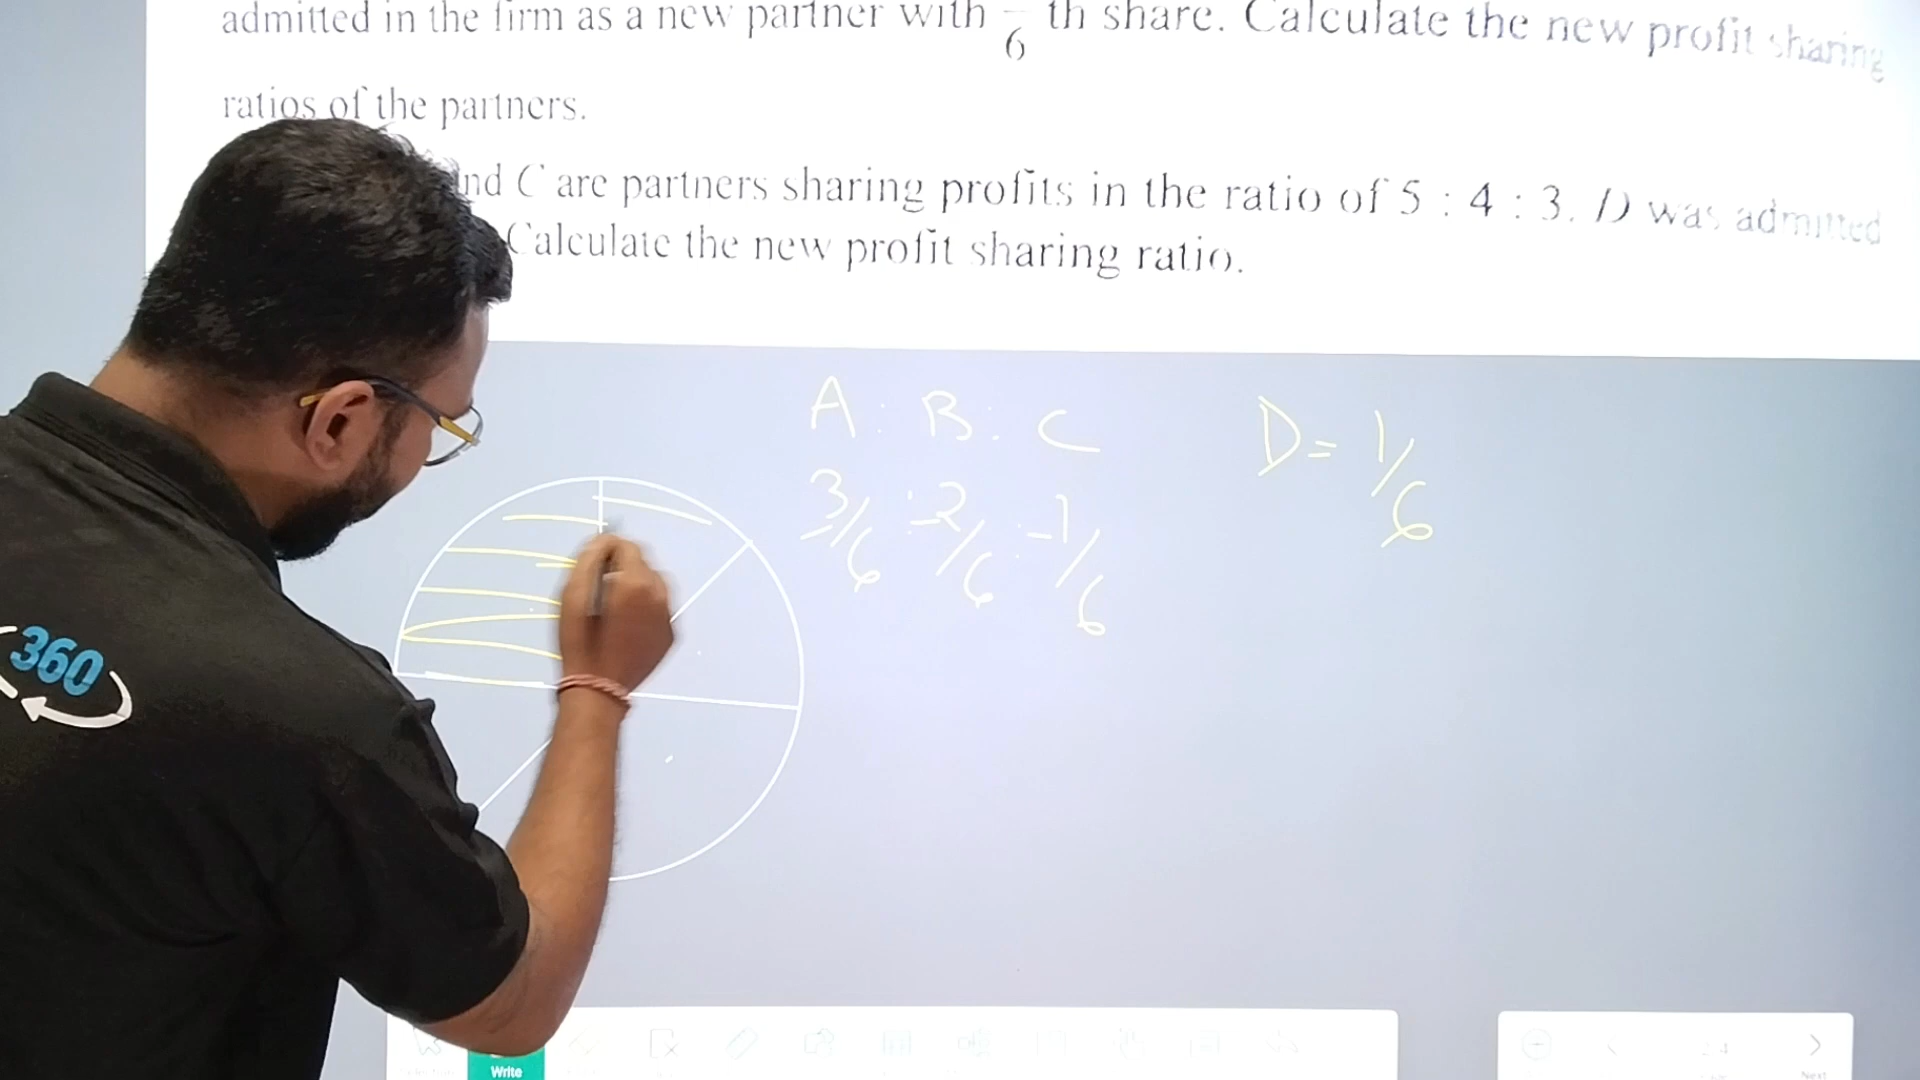 admitted in the firm as a new partner with 6 th share. Calculate the new profit sharing
ratios of the partners.
and C are partners sharing profits in the ratio of 5 : 4 : 3. D was admitted
Calculate the new profit sharing ratio.
A : B : C
D = 1/6
3/6 : 2/6 : 1/6
360
Write
Next